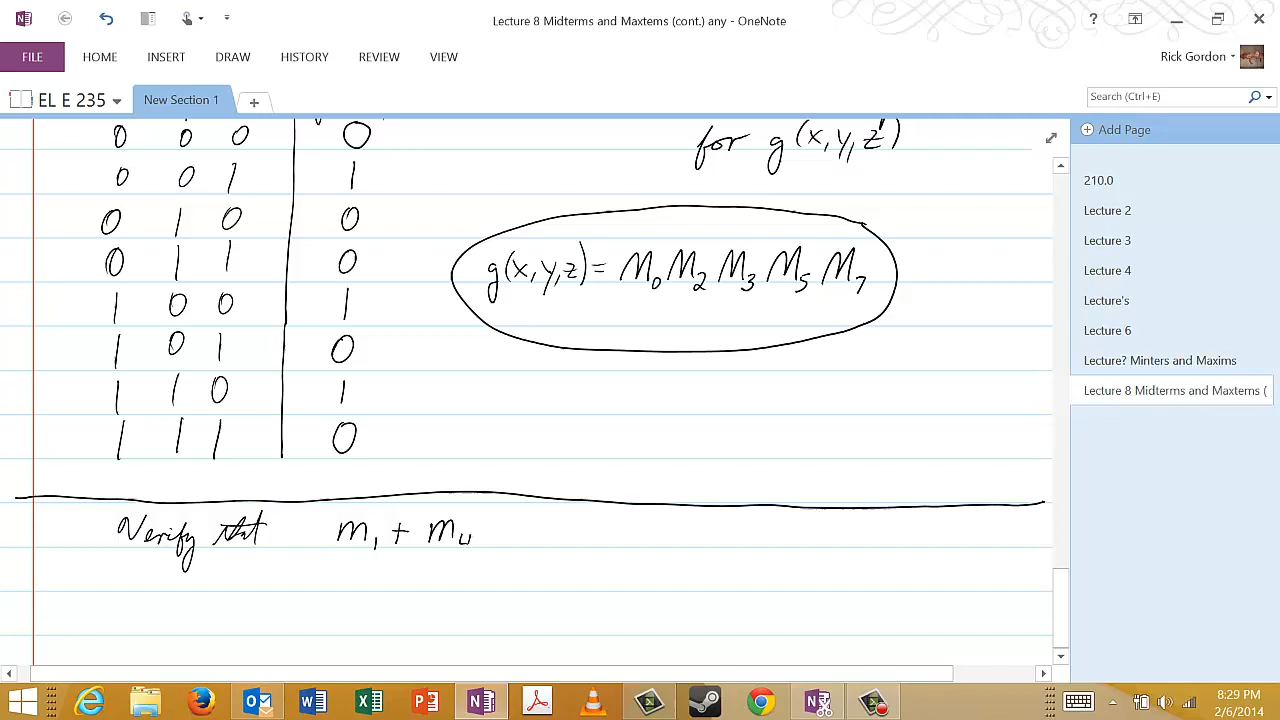 Lecture 8 Midterms and Maxtems (cont.) any - OneNote
?
FILE HOME INSERT DRAW HISTORY REVIEW VIEW
Rick Gordon
EL E 235
New Section 1
Search (Ctrl+E)
Add Page
210.0
Lecture 2
Lecture 3
Lecture 4
Lecture's
Lecture 6
Lecture? Minters and Maxims
Lecture 8 Midterms and Maxtems (
0 0 0 0
0 0 1 1
0 1 0 0
0 1 1 0
1 0 0 1
1 0 1 0
1 1 0 1
1 1 1 0
for g(x,y,z)
g(x,y,z) = M0 M2 M3 M5 M7
Verify that m1 + m4
8:29 PM
2/6/2014